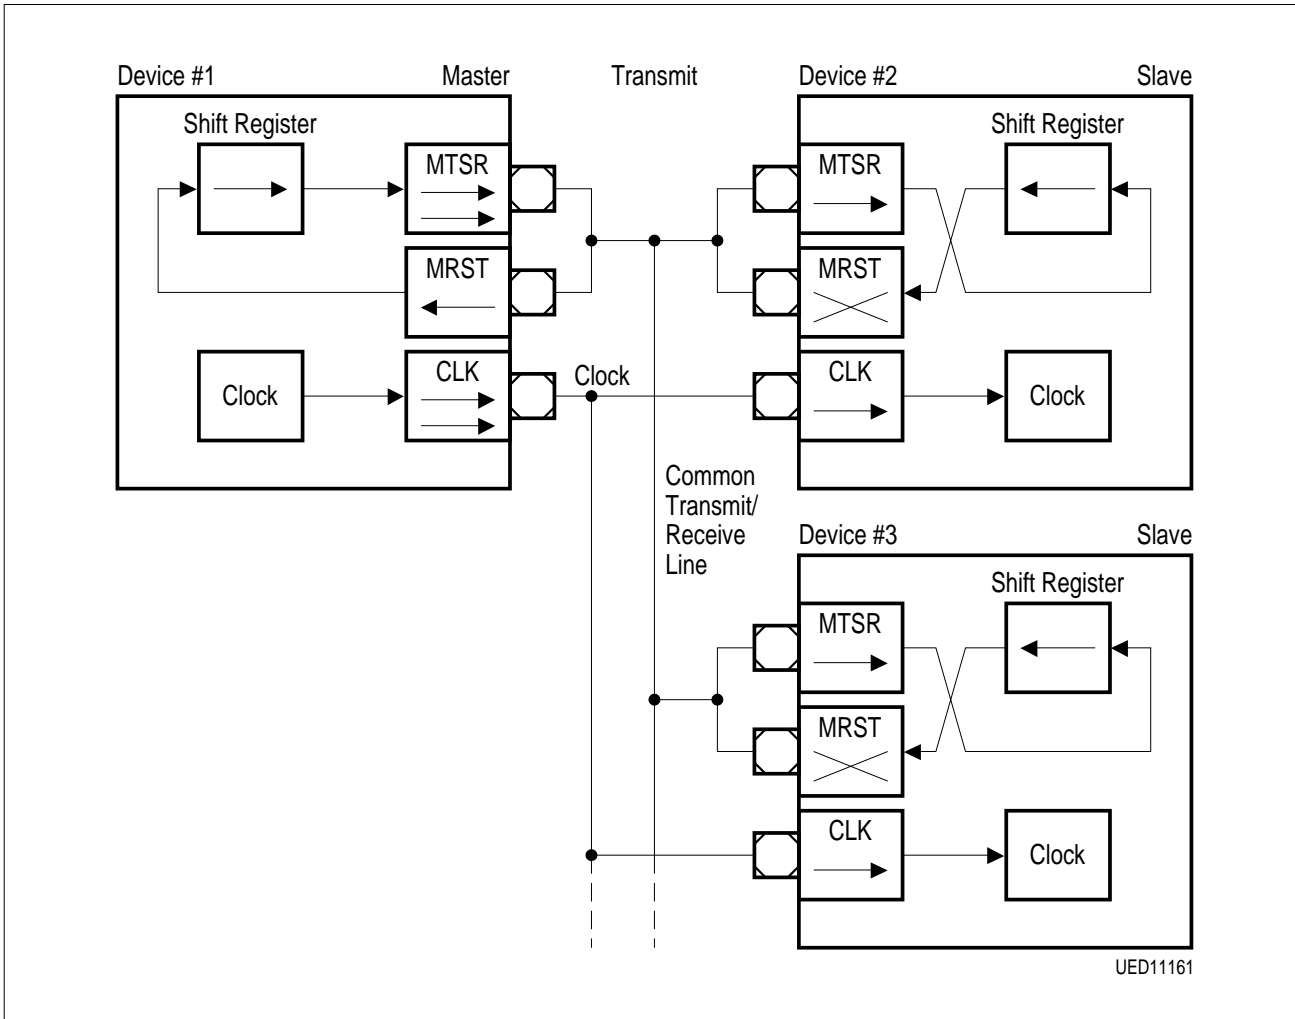 Device #1
Master
Transmit
Device #2
Slave
Shift Register
MTSR
MRST
Clock
CLK
Clock
MTSR
Shift Register
MRST
CLK
Clock
Common
Transmit/
Receive
Line
Device #3
Slave
MTSR
Shift Register
MRST
CLK
Clock
UED11161